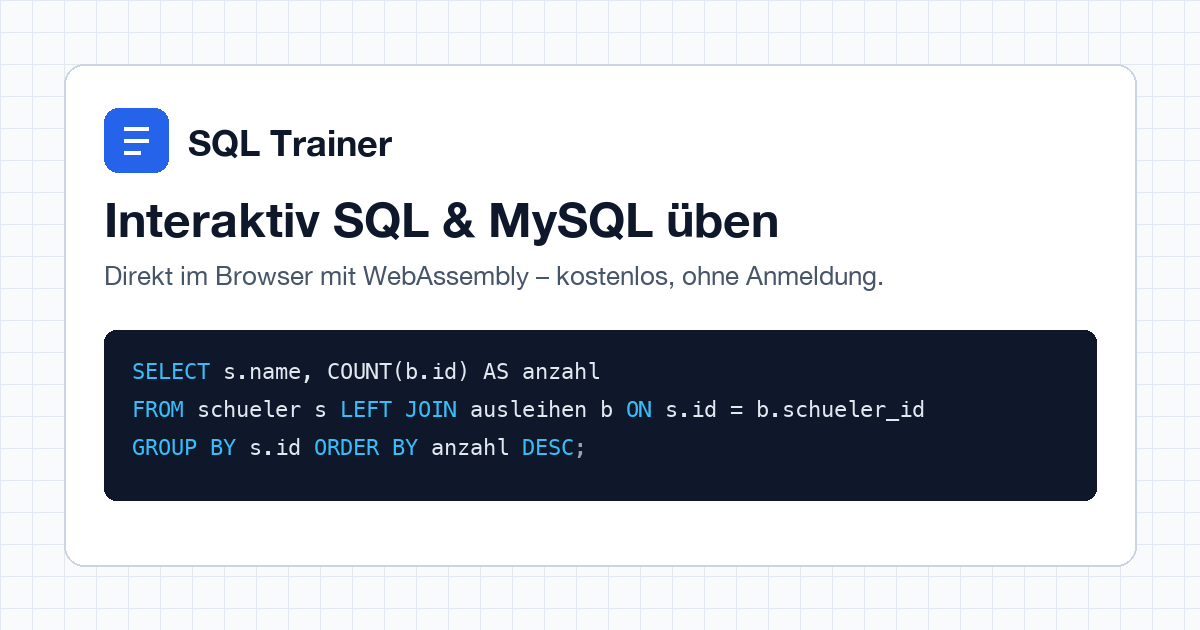 SQL Trainer
Interaktiv SQL & MySQL üben
Direkt im Browser mit WebAssembly – kostenlos, ohne Anmeldung.
SELECT s.name, COUNT(b.id) AS anzahl
FROM schueler s LEFT JOIN ausleihen b ON s.id = b.schueler_id
GROUP BY s.id ORDER BY anzahl DESC;